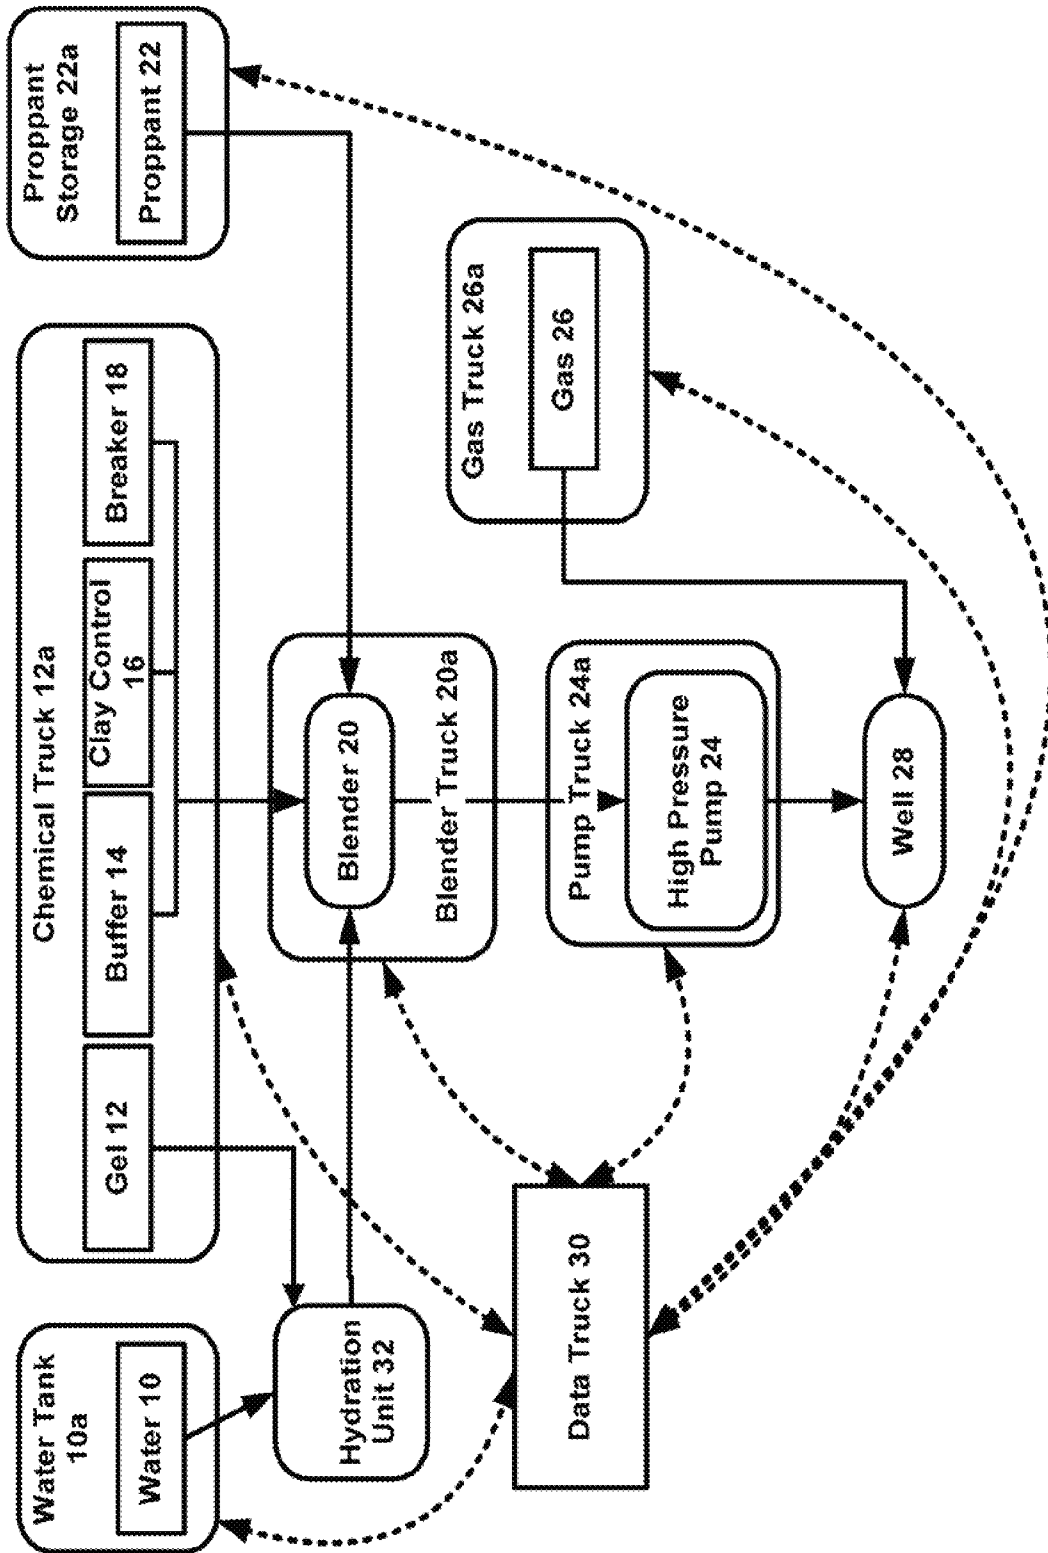 Water Tank
10a
Water 10
Chemical Truck 12a
Gel 12
Buffer 14
Clay Control
16
Breaker 18
Proppant
Storage 22a
Proppant 22
Hydration
Unit 32
Blender 20
Blender Truck 20a
Gas Truck 26a
Gas 26
Data Truck 30
Pump Truck 24a
High Pressure
Pump 24
Well 28